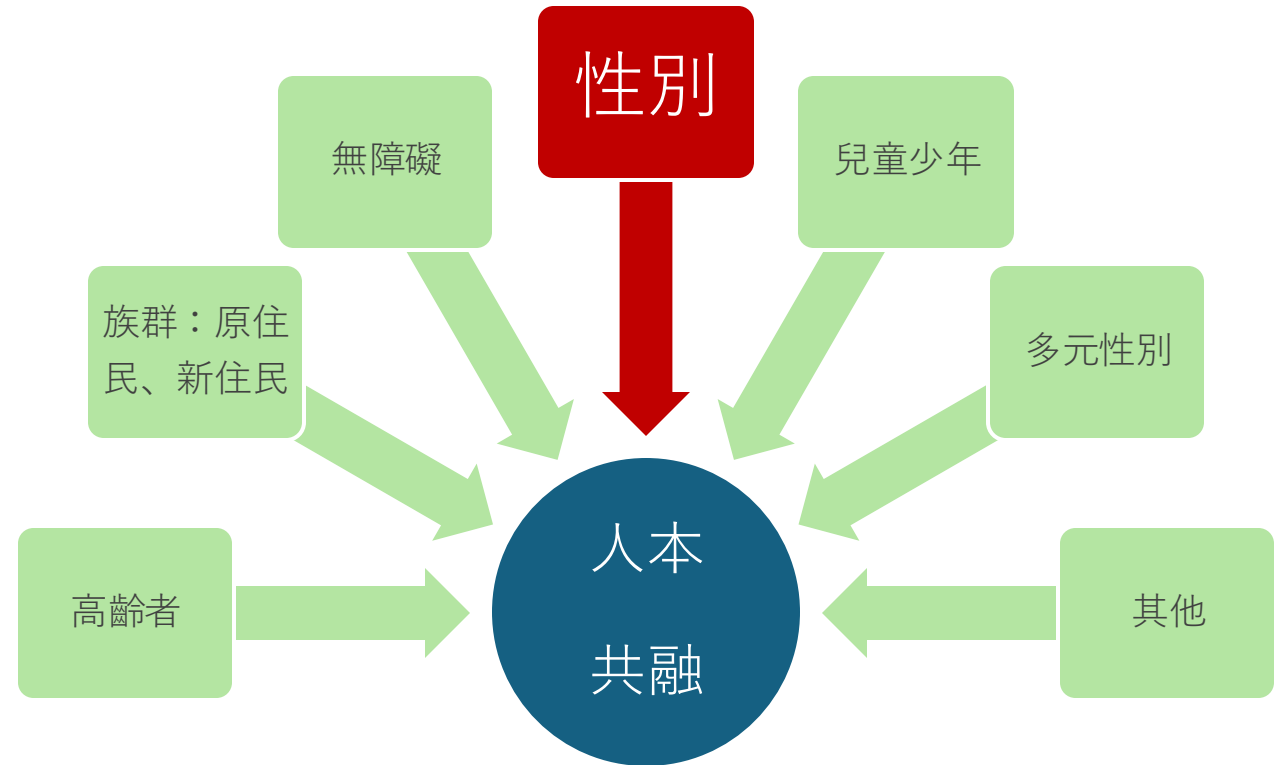 性別
無障礙
兒童少年
族群：原住
民、新住民
多元性別
高齡者
其他
人本
共融